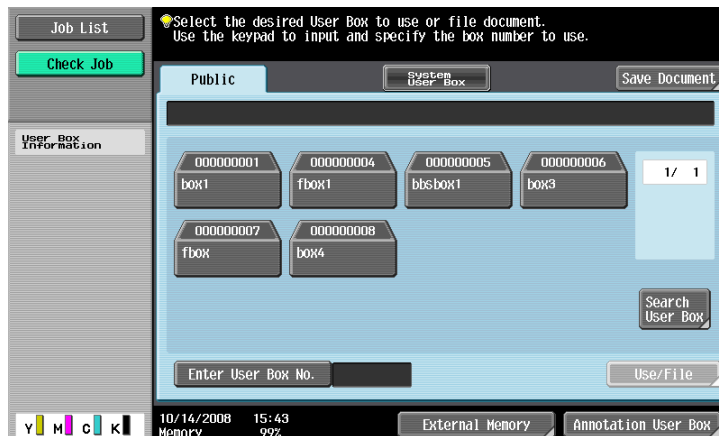 Job List
Check Job
User Box
Information
Select the desired User Box to use or file document.
Use the keypad to input and specify the box number to use.
Public
System
User Box
Save Document
000000001
box1
000000004
fbox1
000000005
bbsbox1
000000006
box3
1/ 1
000000007
fbox
000000008
box4
Search
User Box
Enter User Box No.
Use/File
Y M C K
10/14/2008 15:43
Memory 99%
External Memory
Annotation User Box